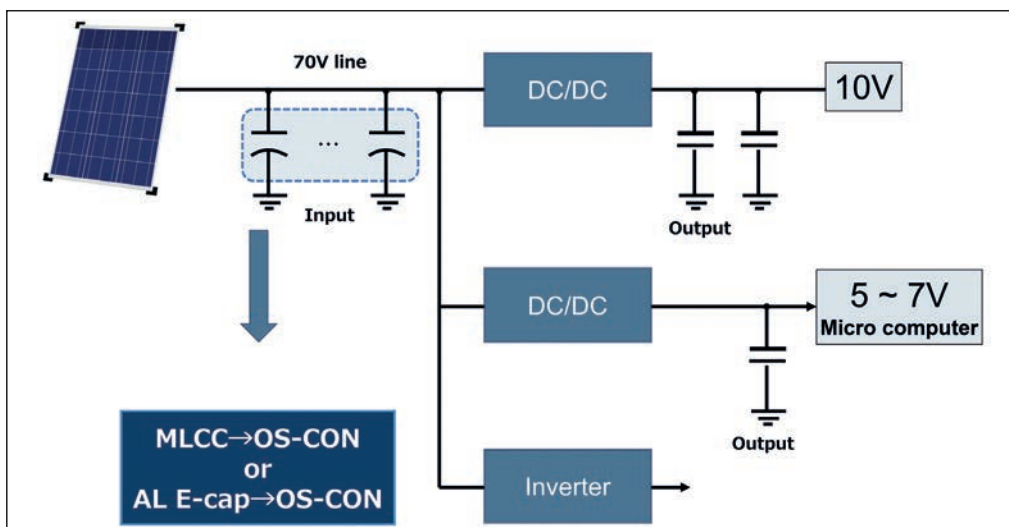 70V line
DC/DC
10V
...
Input
Output
DC/DC
5 ~ 7V
Micro computer
Output
MLCC→OS-CON
or
AL E-cap→OS-CON
Inverter